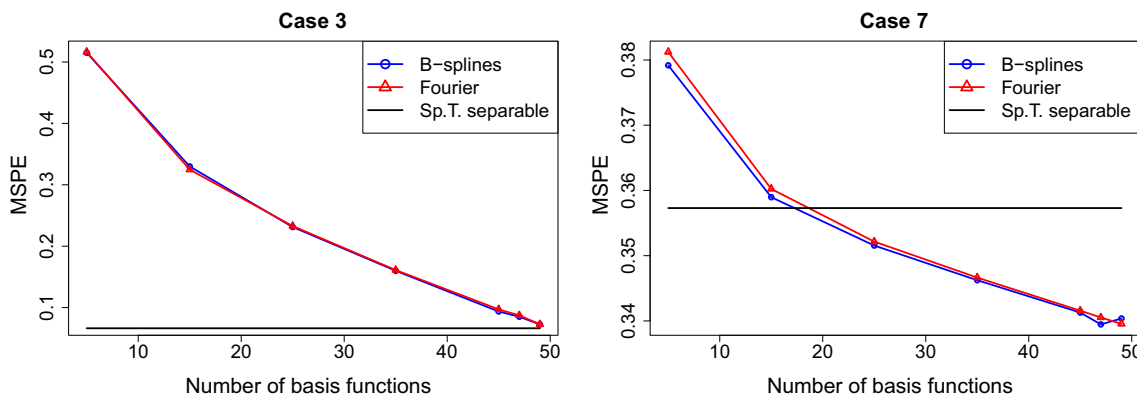 Case 3
MSPE
0.5
0.4
0.3
0.2
0.1
B-splines
Fourier
Sp.T. separable
10 20 30 40 50
Number of basis functions
Case 7
MSPE
0.38
0.37
0.36
0.35
0.34
B-splines
Fourier
Sp.T. separable
10 20 30 40 50
Number of basis functions